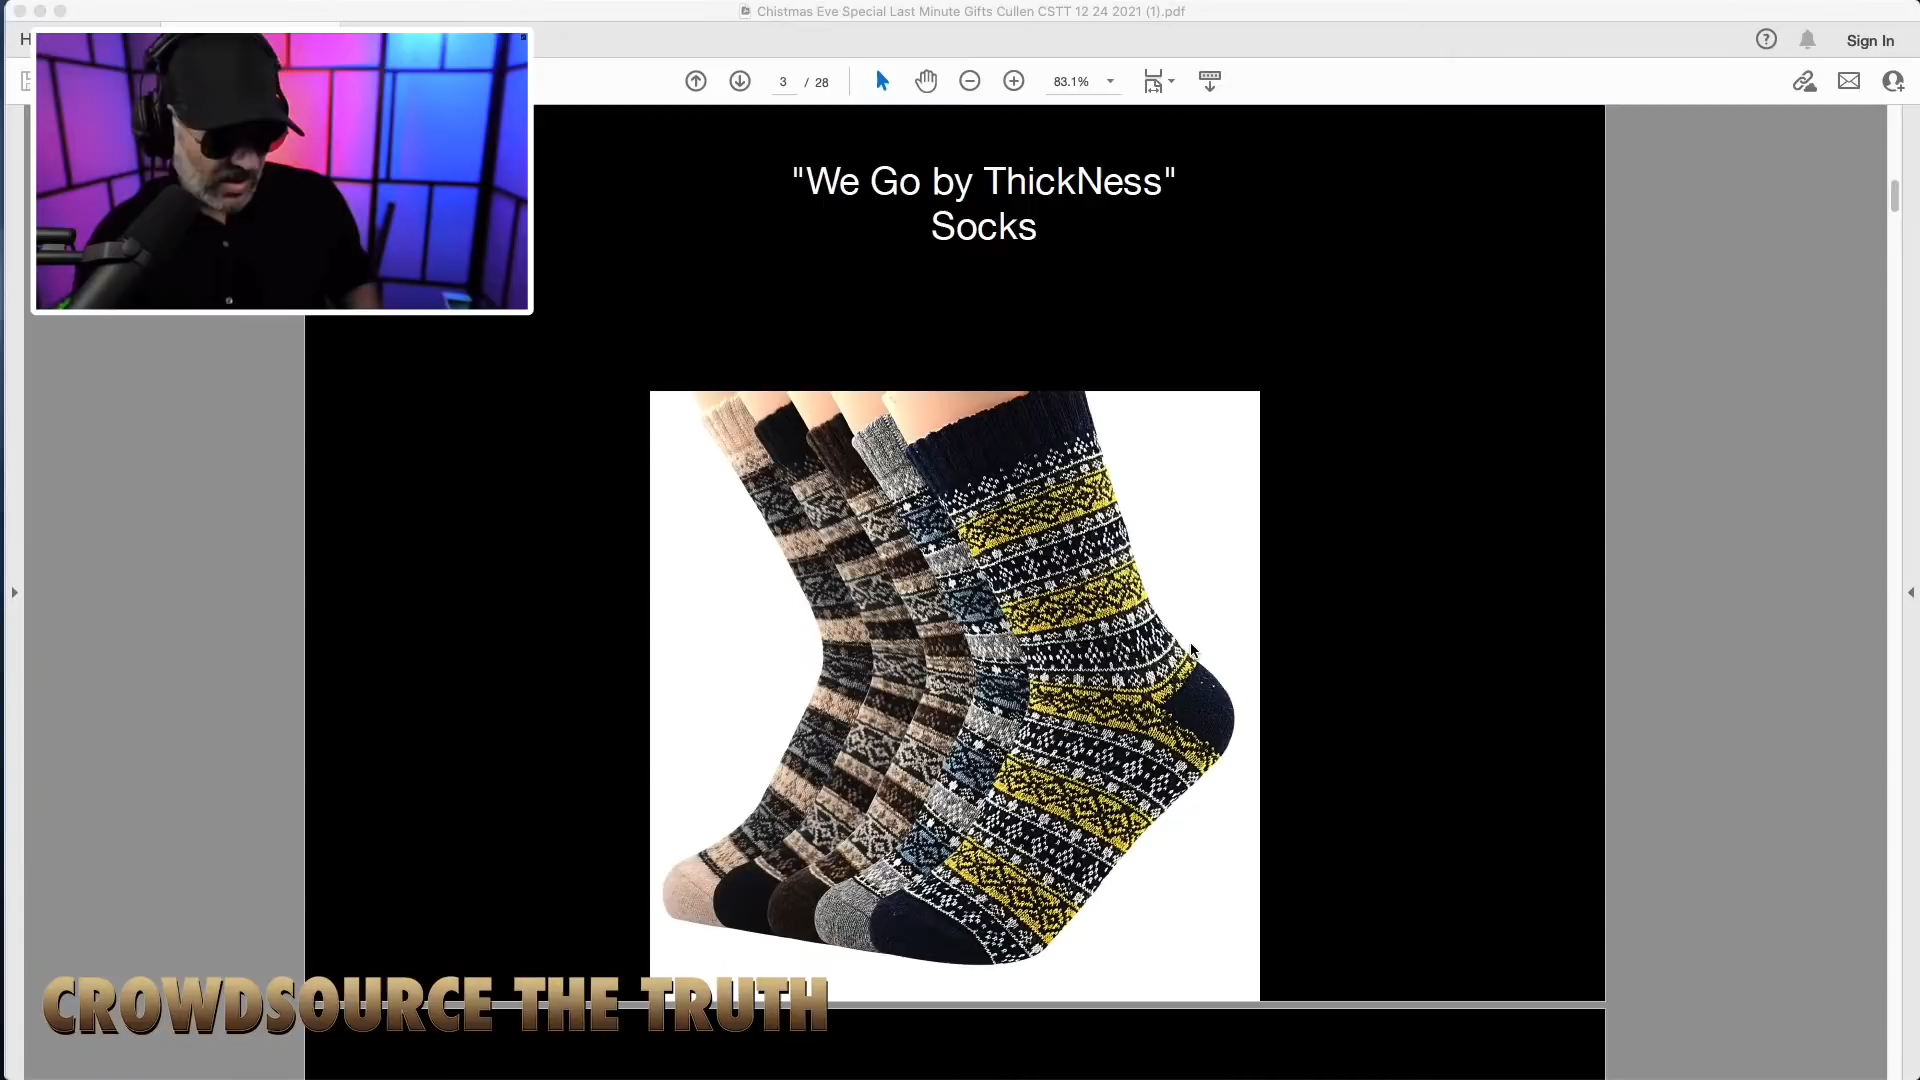 Chistmas Eve Special Last Minute Gifts Cullen CSTT 12 24 2021 (1).pdf
H
Sign In
3 / 28
83.1%
"We Go by ThickNess"
Socks
CROWDSOURCE THE TRUTH